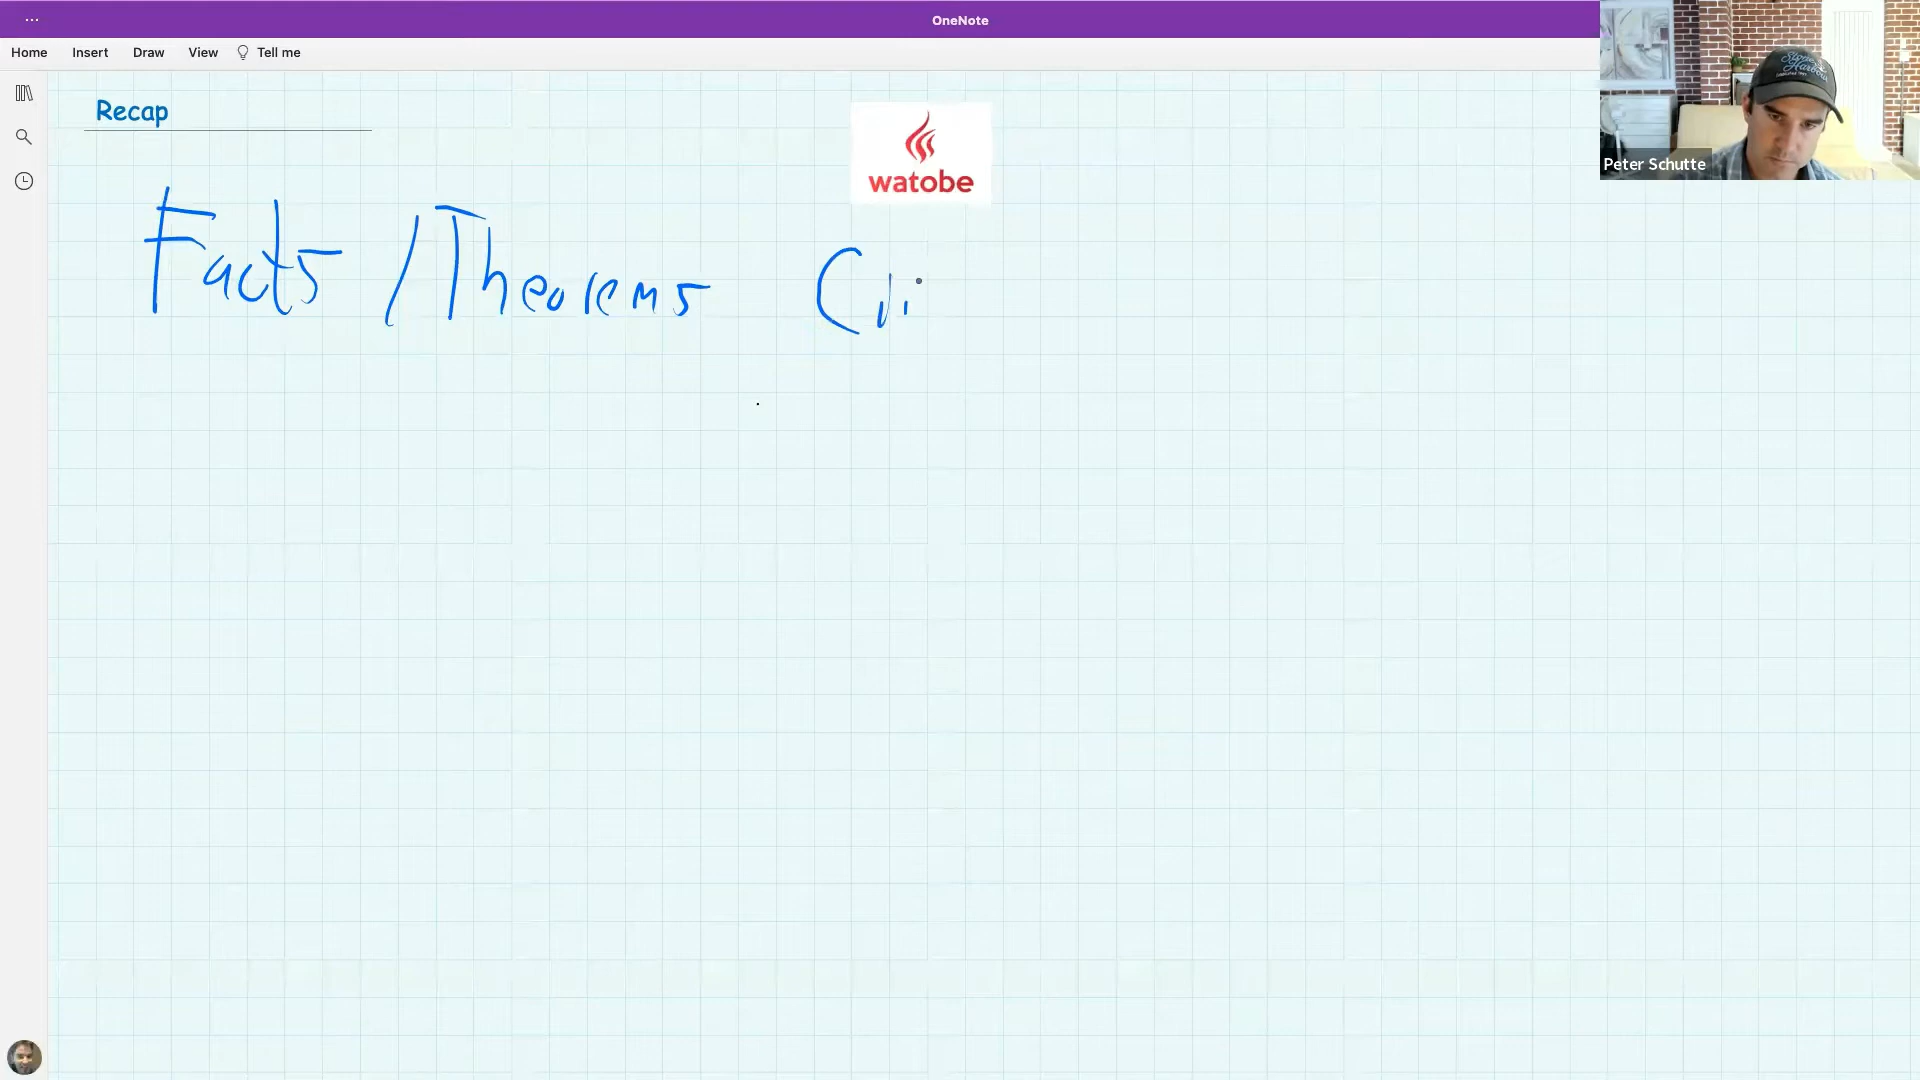 OneNote
Home Insert Draw View Tell me
Recap
watobe
Facts / Theorems
Peter Schutte